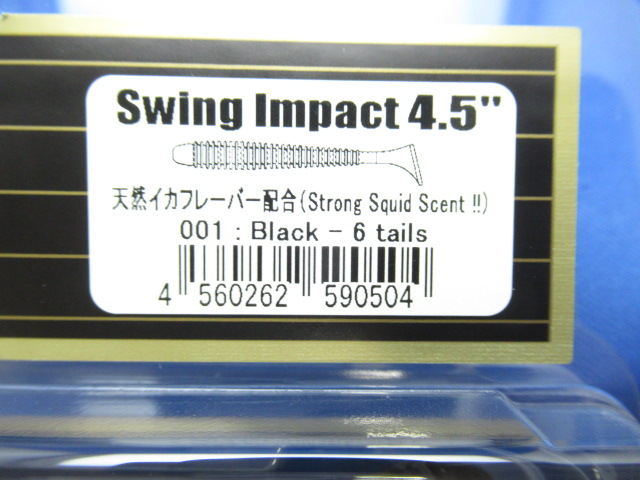 Swing Impact 4.5"
天然イカフレーバー配合(Strong Squid Scent !!)
001 : Black - 6 tails
4 560262 590504